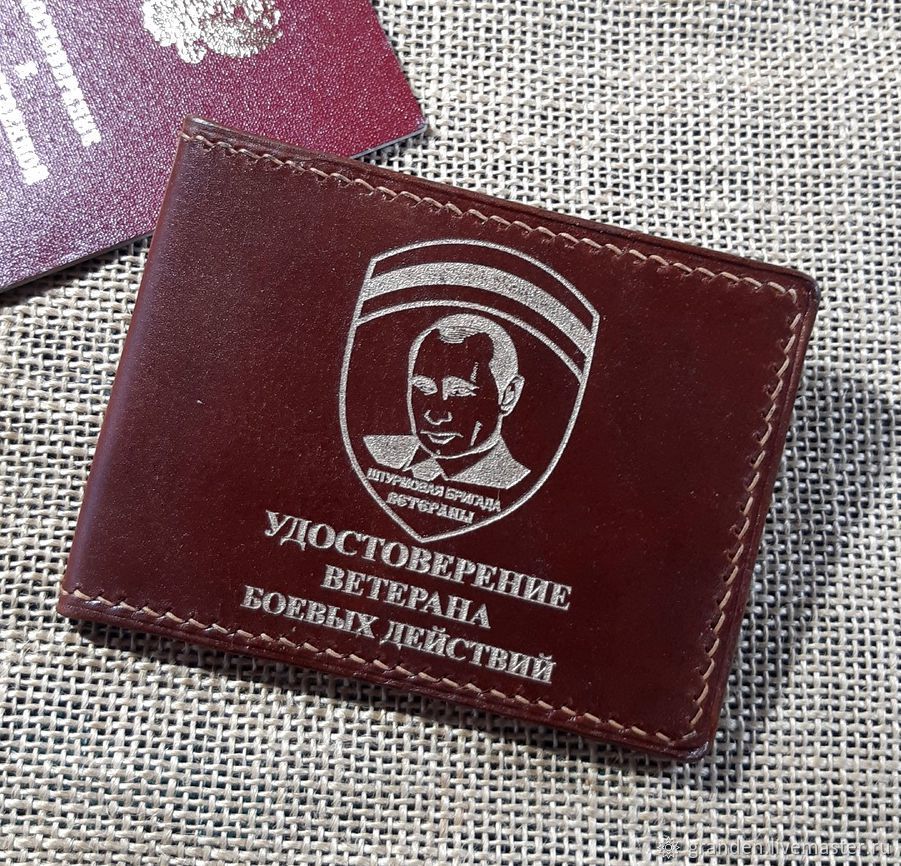 ШТУРМОВАЯ БРИГАДА
ВЕТЕРАНЫ
УДОСТОВЕРЕНИЕ
ВЕТЕРАНА
БОЕВЫХ ДЕЙСТВИЙ
granden.livemaster.ru